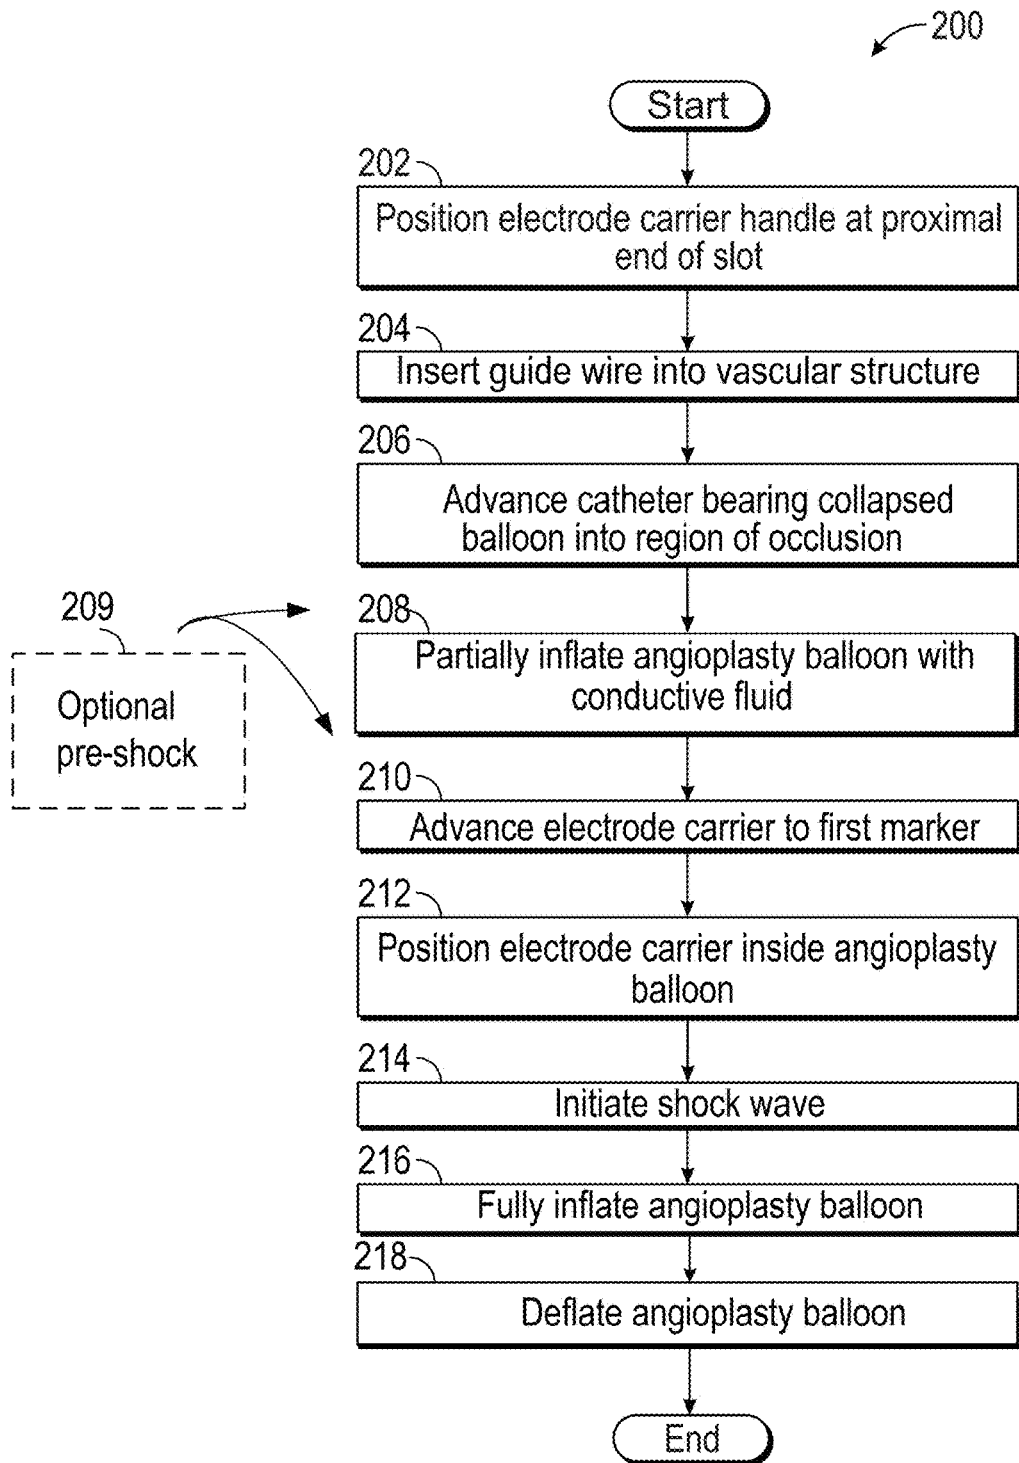 200
Start
202
Position electrode carrier handle at proximal
end of slot
204
Insert guide wire into vascular structure
206
Advance catheter bearing collapsed
balloon into region of occlusion
209
Optional
pre-shock
208
Partially inflate angioplasty balloon with
conductive fluid
210
Advance electrode carrier to first marker
212
Position electrode carrier inside angioplasty
balloon
214
Initiate shock wave
216
Fully inflate angioplasty balloon
218
Deflate angioplasty balloon
End